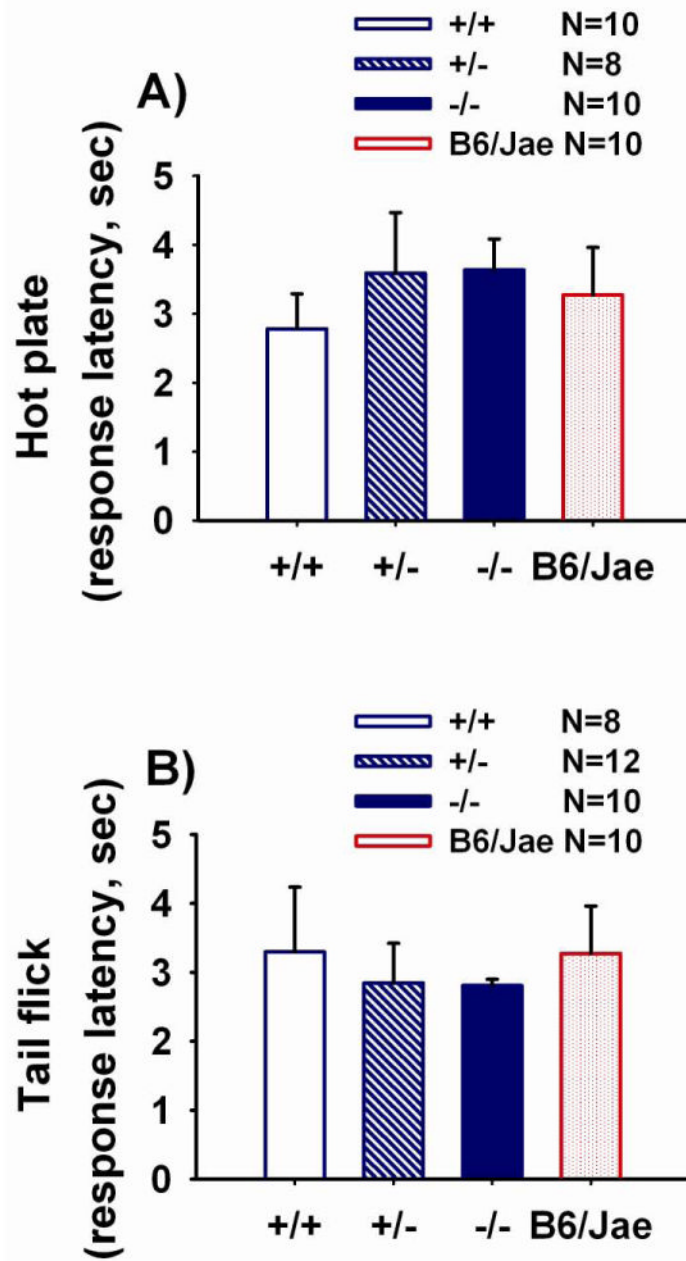 +/+ N=10
+/- N=8
A)
-/- N=10
B6/Jae N=10
Hot plate
(response latency, sec)
5
4
3
2
1
0
+/+ +/- -/- B6/Jae
+/+ N=8
+/- N=12
B)
-/- N=10
B6/Jae N=10
Tail flick
(response latency, sec)
5
4
3
2
1
0
+/+ +/- -/- B6/Jae